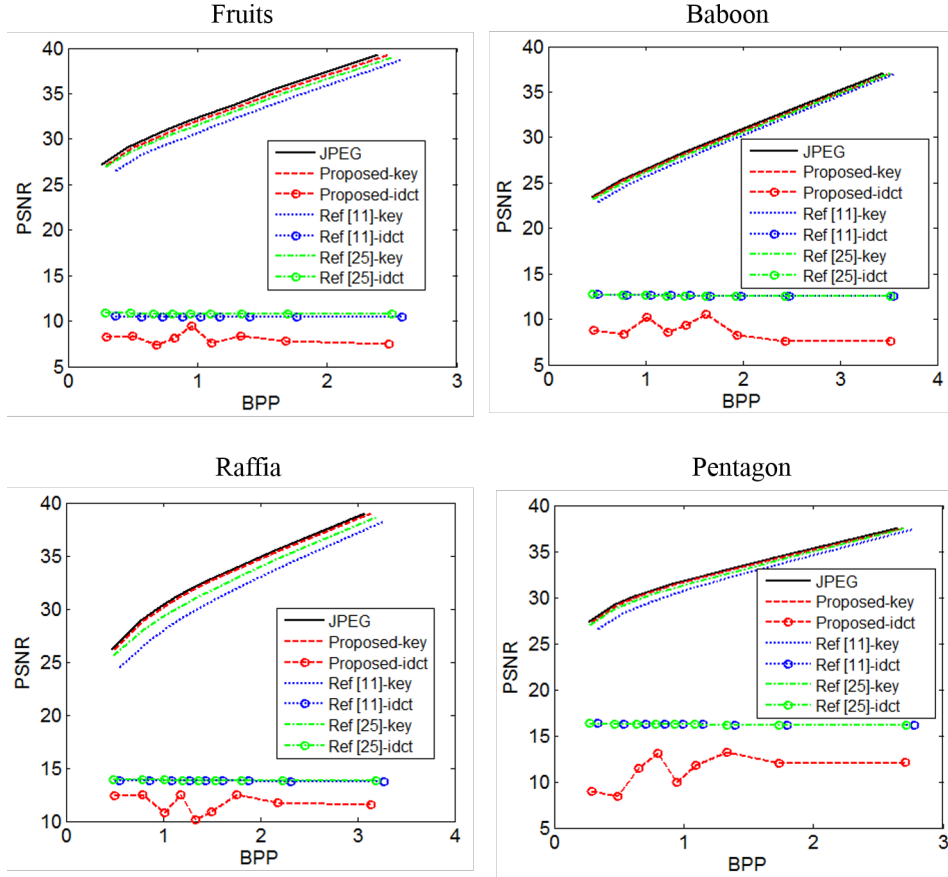 Fruits
Baboon
40
35
30
25
20
15
10
5
PSNR
0
1
2
3
BPP
JPEG
Proposed-key
Proposed-idct
Ref [11]-key
Ref [11]-idct
Ref [25]-key
Ref [25]-idct
40
35
30
25
20
15
10
5
PSNR
0
1
2
3
4
BPP
JPEG
Proposed-key
Proposed-idct
Ref [11]-key
Ref [11]-idct
Ref [25]-key
Ref [25]-idct
Raffia
Pentagon
40
35
30
25
20
15
10
PSNR
0
1
2
3
4
BPP
JPEG
Proposed-key
Proposed-idct
Ref [11]-key
Ref [11]-idct
Ref [25]-key
Ref [25]-idct
40
35
30
25
20
15
10
5
PSNR
0
1
2
3
BPP
JPEG
Proposed-key
Proposed-idct
Ref [11]-key
Ref [11]-idct
Ref [25]-key
Ref [25]-idct